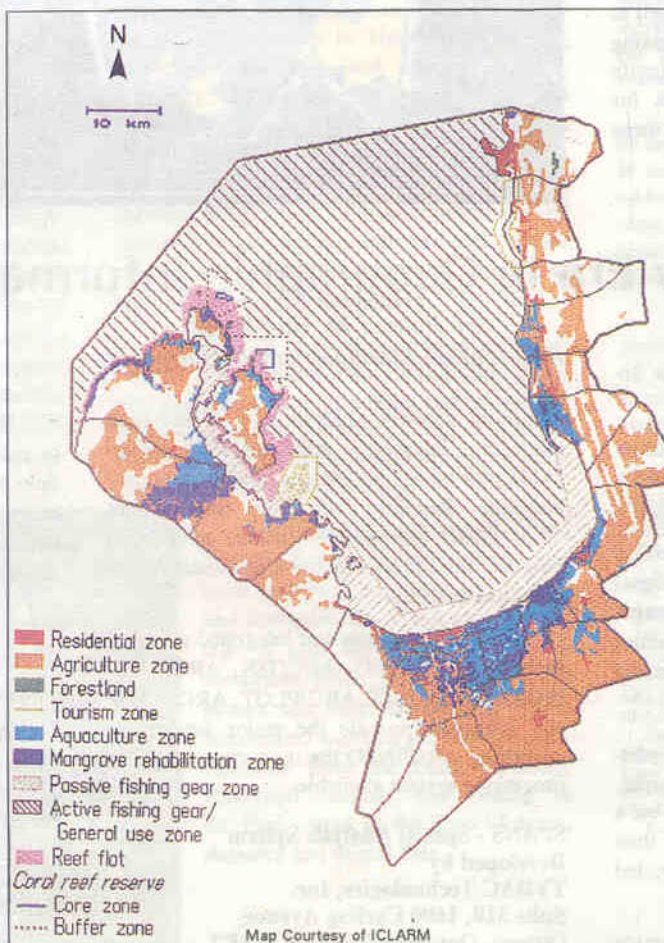 N
10 km
Residential zone
Agriculture zone
Forestland
Tourism zone
Aquaculture zone
Mangrove rehabilitation zone
Passive fishing gear zone
Active fishing gear/
General use zone
Reef flat
Coral reef reserve
Core zone
Buffer zone
Map Courtesy of ICLARM